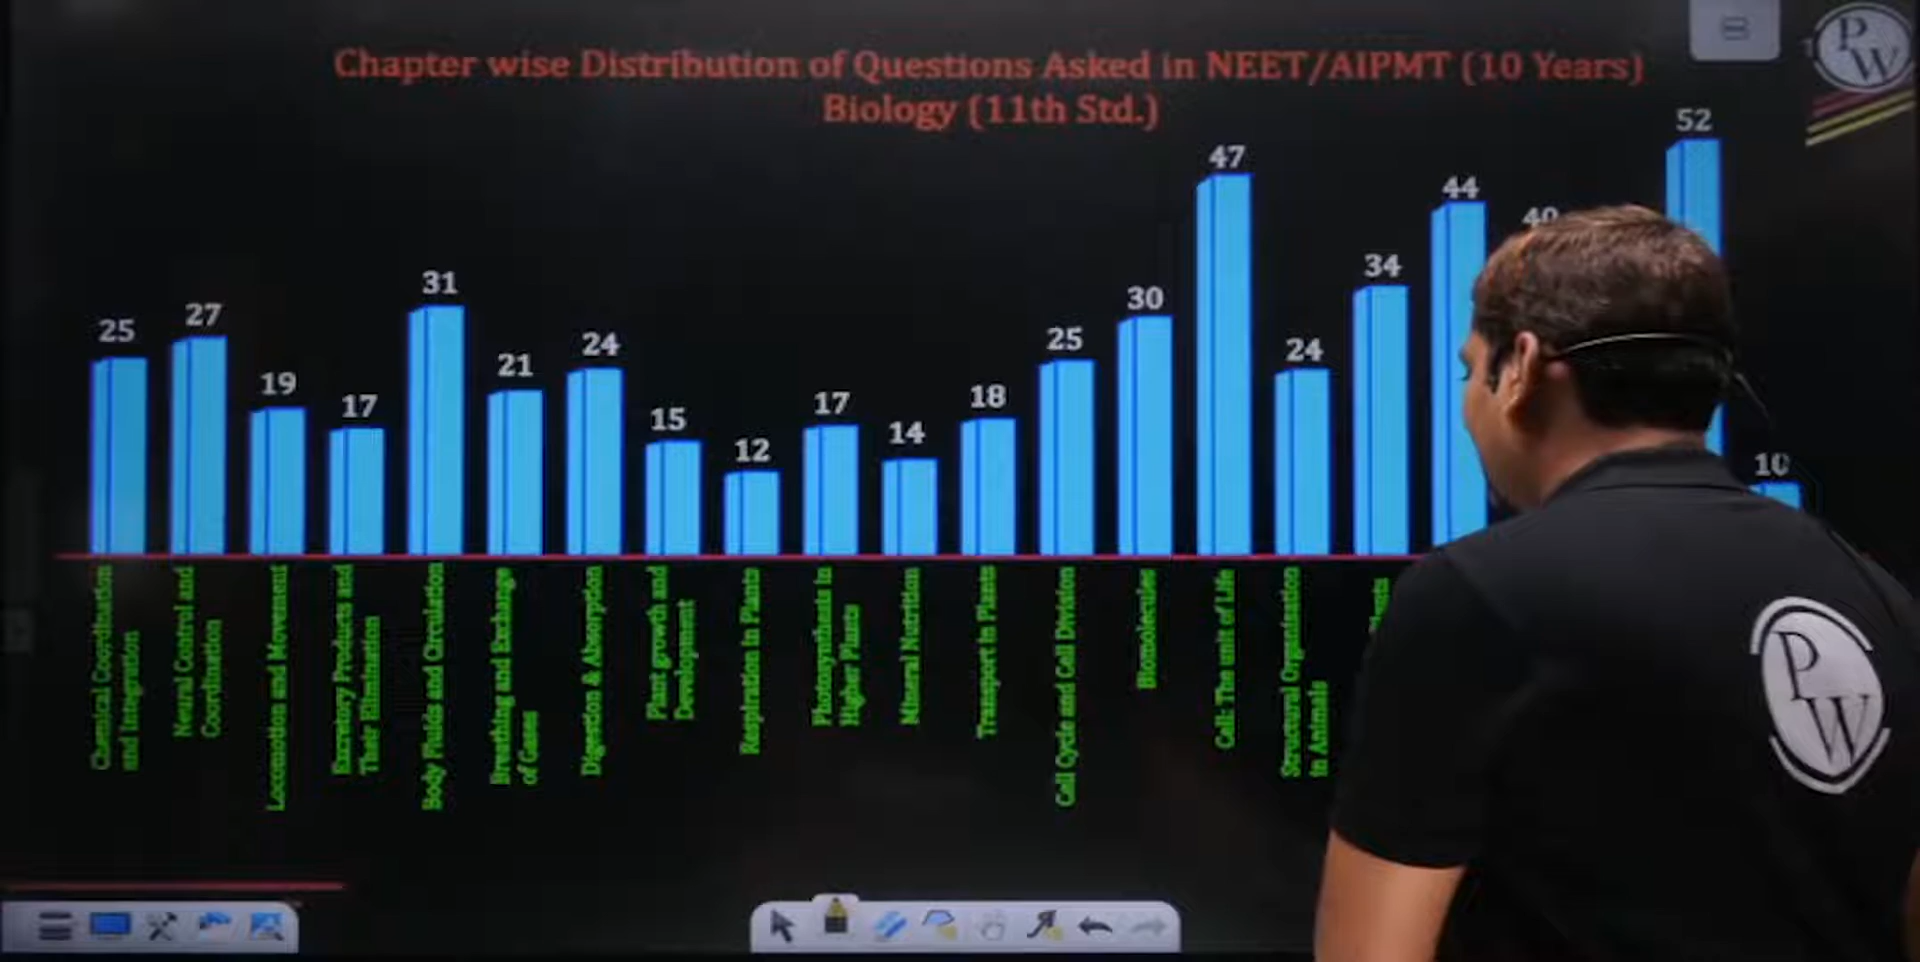 Chapter wise Distribution of Questions Asked in NEET/AIPMT (10 Years)
Biology (11th Std.)
25
27
19
17
31
21
24
15
12
17
14
18
25
30
47
24
34
44
40
52
10
Chemical Coordination
and Integration
Neural Control and
Coordination
Locomotion and Movement
Excretory Products and
Their Elimination
Body Fluids and Circulation
Breathing and Exchange
of Gases
Digestion & Absorption
Plant growth and
Development
Respiration in Plants
Photosynthesis in
Higher Plants
Mineral Nutrition
Transport in Plants
Cell Cycle and Cell Division
Biomolecules
Cell: The unit of Life
Structural Organisation
in Animals
PW
PW